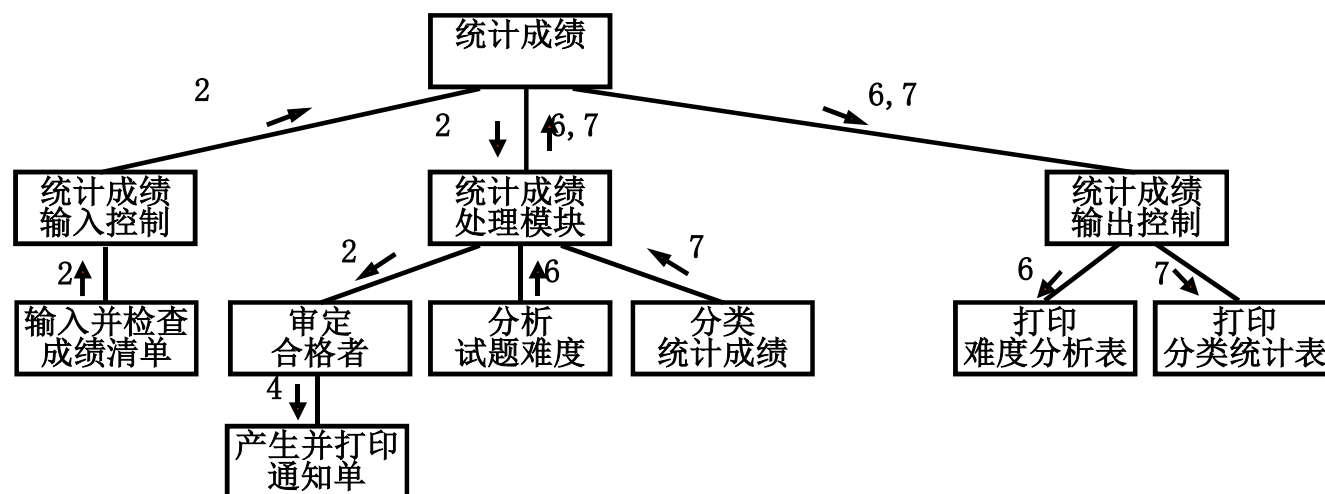 统计成绩
2
6,7
2
6,7
统计成绩
输入控制
统计成绩
处理模块
统计成绩
输出控制
2
2
6
7
6
7
输入并检查
成绩清单
审定
合格者
分析
试题难度
分类
统计成绩
打印
难度分析表
打印
分类统计表
4
产生并打印
通知单